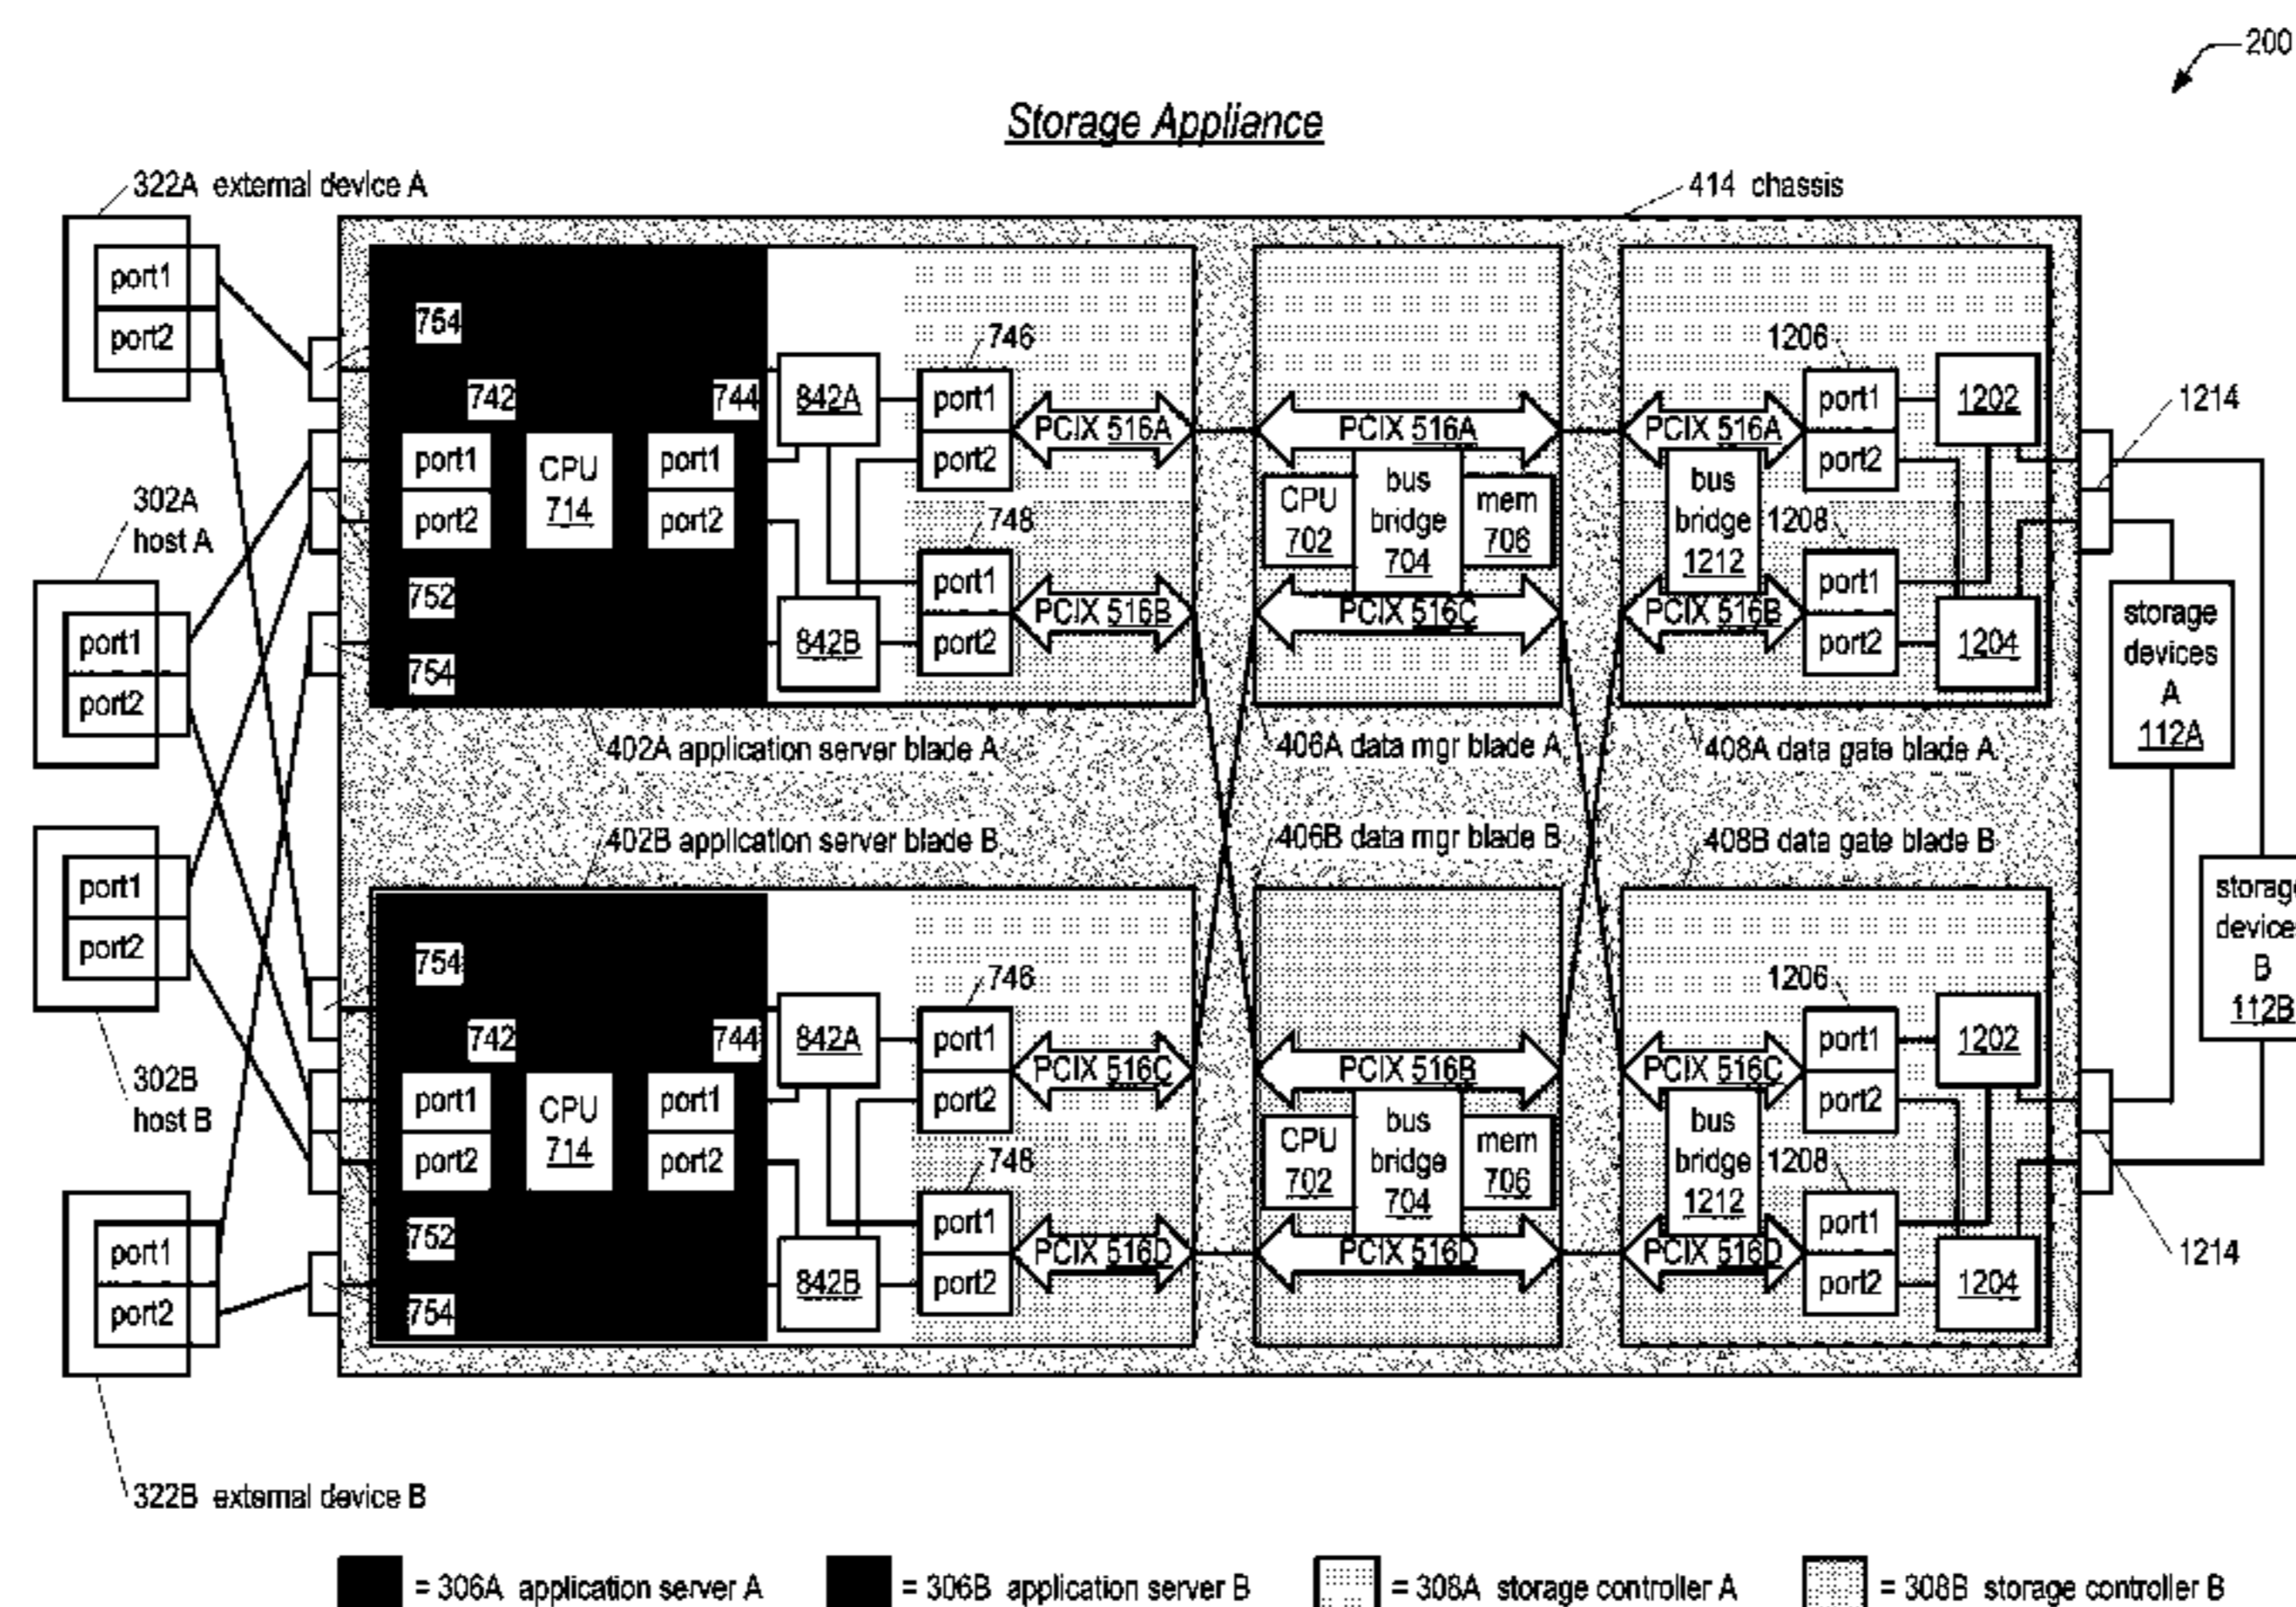 200
Storage Appliance
322A external device A
414 chassis
port1
port2
754
742
744
port1
port2
CPU
714
port1
port2
752
754
842A
842B
746
port1
port2
748
port1
port2
PCIX 516A
PCIX 516B
PCIX 516A
CPU
702
bus
bridge
704
mem
706
PCIX 516C
PCIX 516A
bus
bridge
1212
PCIX 516B
1206
port1
port2
1208
port1
port2
1202
1204
1214
302A
host A
port1
port2
storage
devices
A
112A
402A application server blade A
406A data mgr blade A
408A data gate blade A
402B application server blade B
406B data mgr blade B
408B data gate blade B
port1
port2
302B
host B
storage
device
B
112B
754
742
744
port1
port2
CPU
714
port1
port2
752
754
842A
842B
746
port1
port2
748
port1
port2
PCIX 516C
PCIX 516D
PCIX 516B
CPU
702
bus
bridge
704
mem
706
PCIX 516D
PCIX 516C
bus
bridge
1212
PCIX 516D
1206
port1
port2
1208
port1
port2
1202
1204
1214
port1
port2
322B external device B
= 306A application server A
= 306B application server B
= 308A storage controller A
= 308B storage controller B